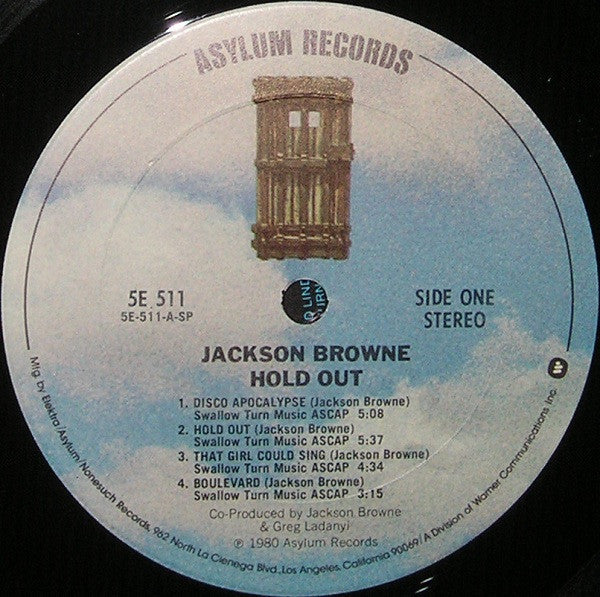 ASYLUM RECORDS
5E 511
5E-511-A-SP
SIDE ONE
STEREO
JACKSON BROWNE
HOLD OUT
1. DISCO APOCALYPSE (Jackson Browne)
Swallow Turn Music ASCAP 5:08
2. HOLD OUT (Jackson Browne)
Swallow Turn Music ASCAP 5:37
3. THAT GIRL COULD SING (Jackson Browne)
Swallow Turn Music ASCAP 4:34
4. BOULEVARD (Jackson Browne)
Swallow Turn Music ASCAP 3:15
Co-Produced by Jackson Browne
& Greg Ladanyi
℗ 1980 Asylum Records
Mfg. by Elektra/Asylum/Nonesuch Records, 962 North La Cienega Blvd., Los Angeles, California 90069/A Division of Warner Communications Inc.